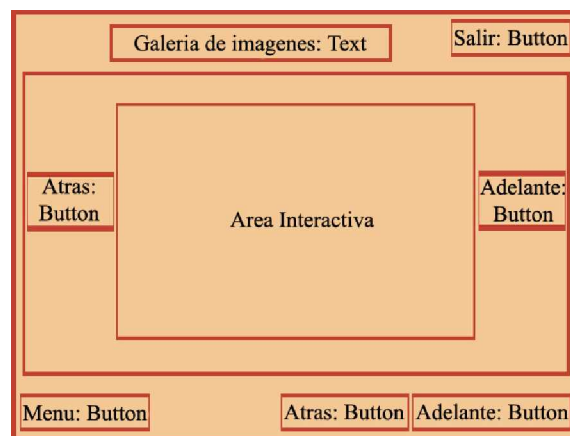 Galeria de imagenes: Text
Salir: Button
Atras:
Button
Area Interactiva
Adelante:
Button
Menu: Button
Atras: Button
Adelante: Button